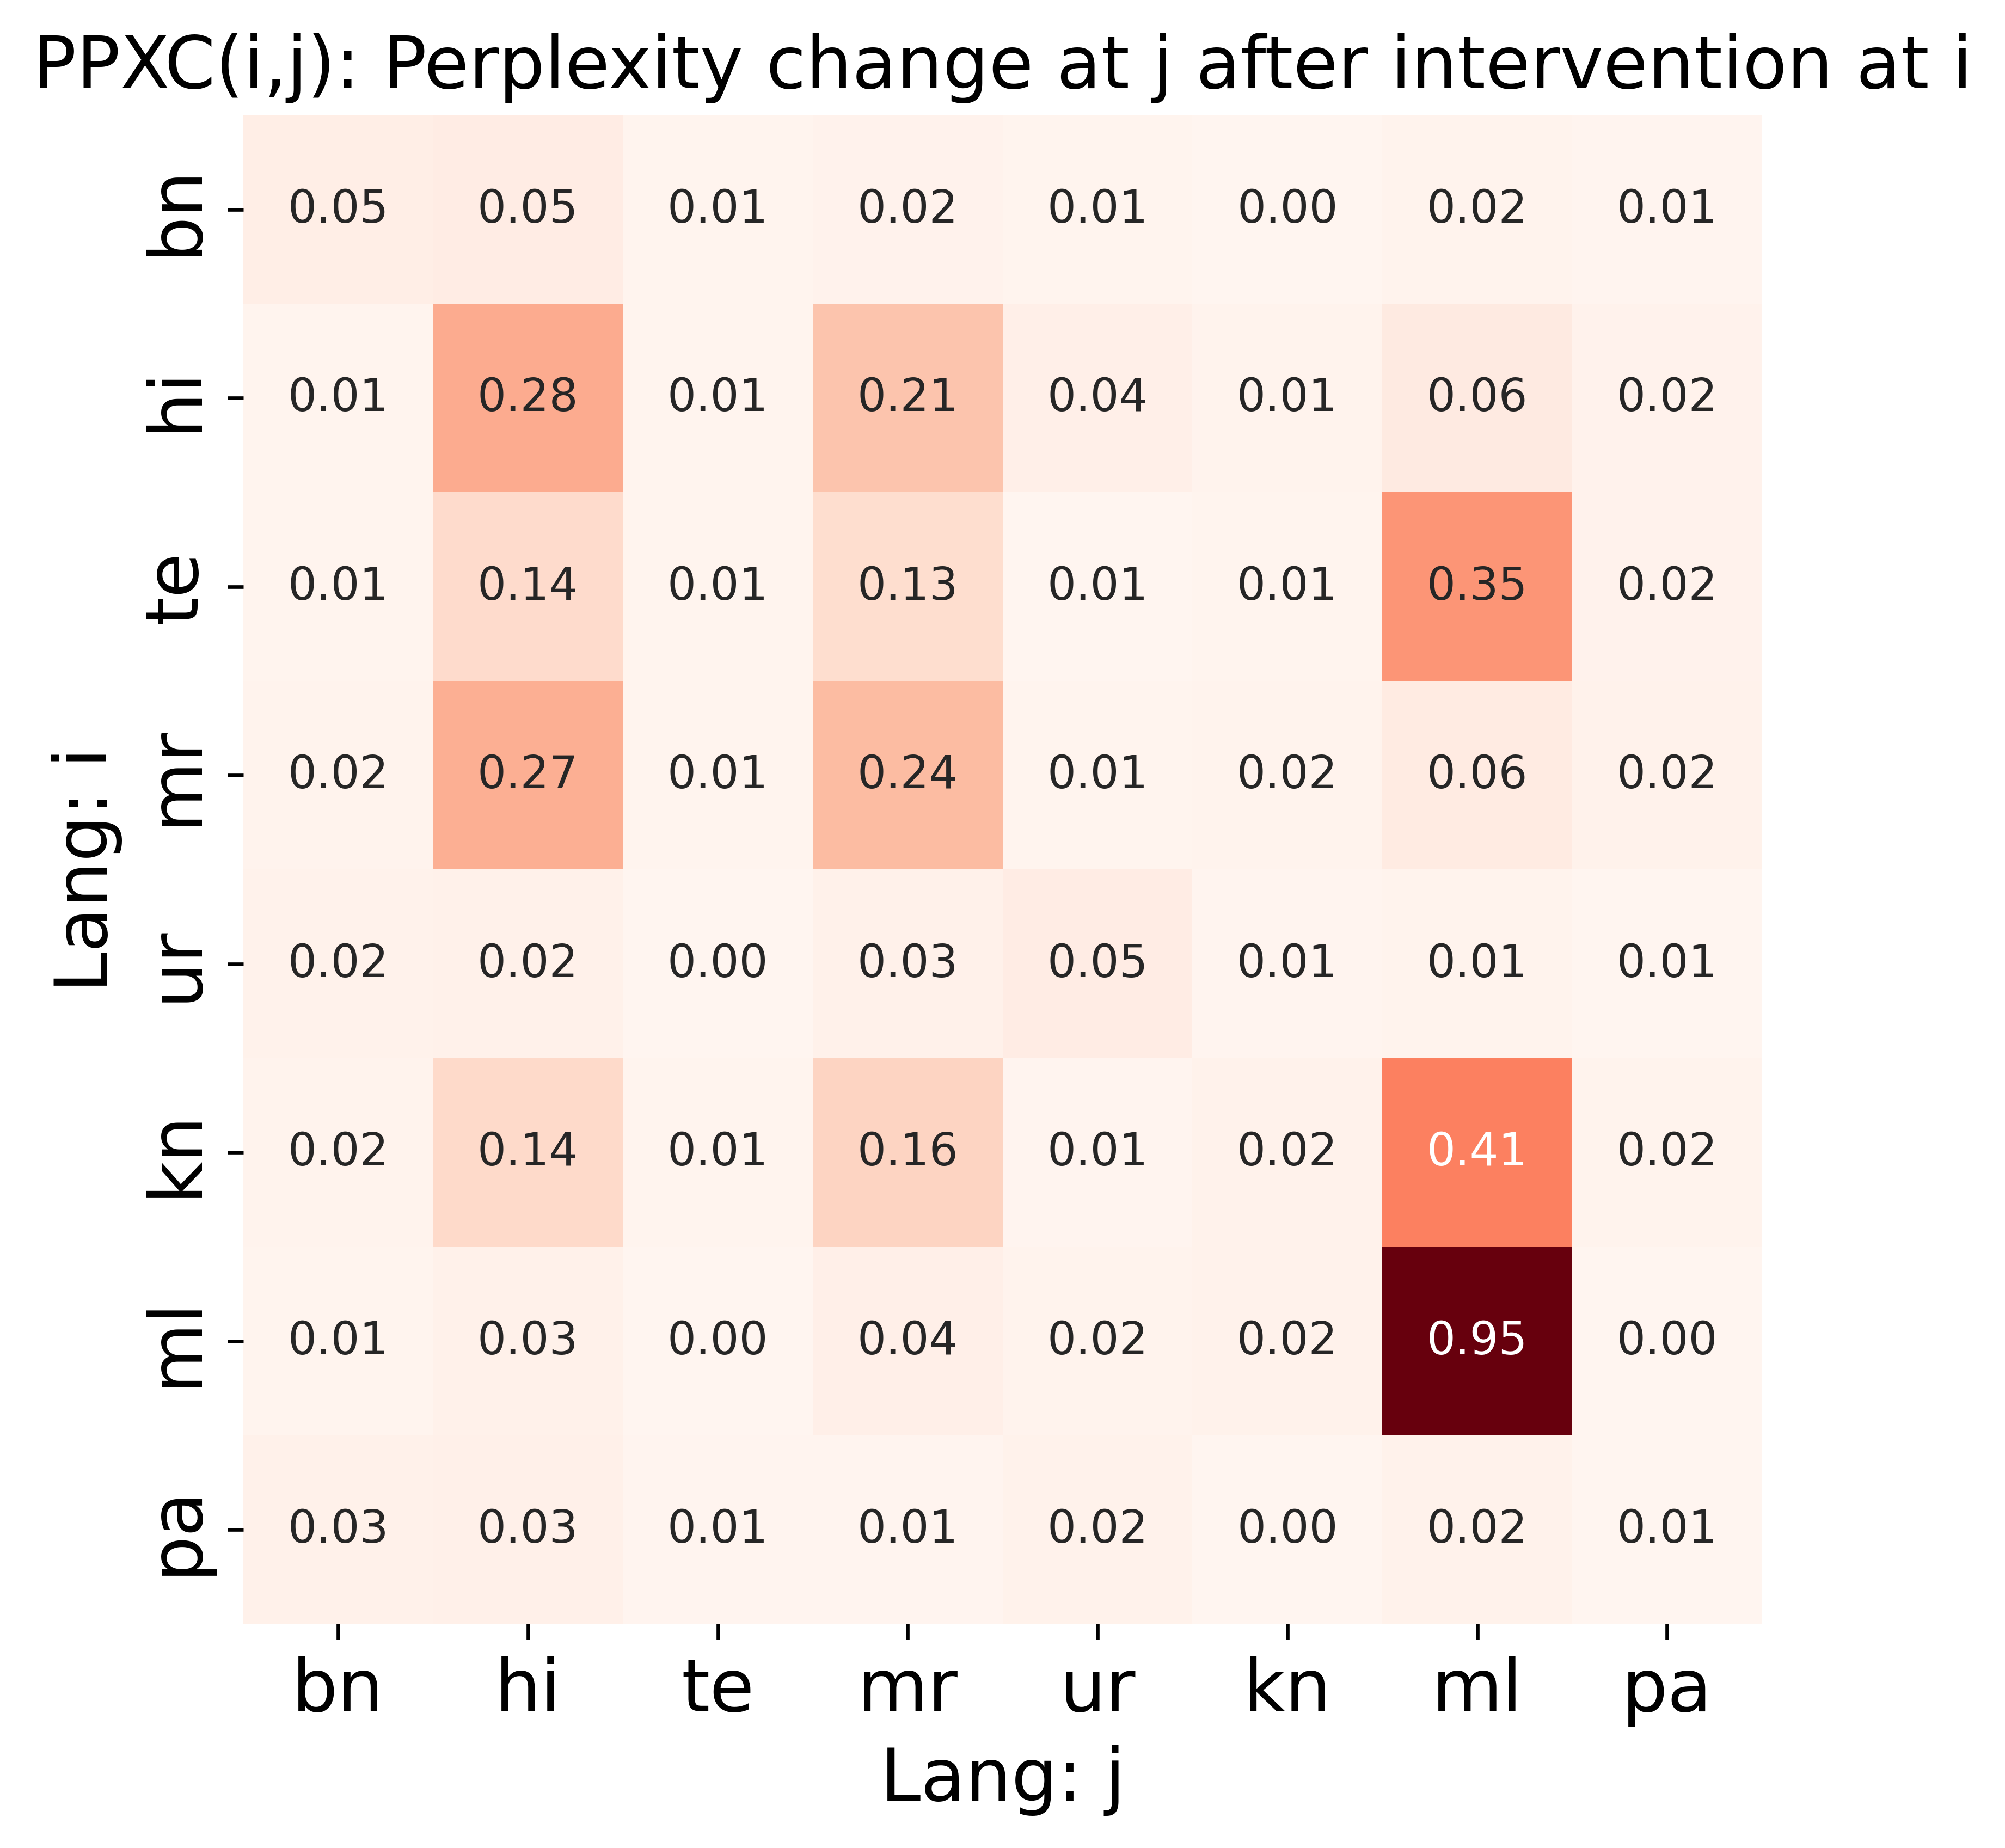 PPXC(i,j): Perplexity change at j after intervention at i
Lang: i
bn 0.05 0.05 0.01 0.02 0.01 0.00 0.02 0.01
hi 0.01 0.28 0.01 0.21 0.04 0.01 0.06 0.02
te 0.01 0.14 0.01 0.13 0.01 0.01 0.35 0.02
mr 0.02 0.27 0.01 0.24 0.01 0.02 0.06 0.02
ur 0.02 0.02 0.00 0.03 0.05 0.01 0.01 0.01
kn 0.02 0.14 0.01 0.16 0.01 0.02 0.41 0.02
ml 0.01 0.03 0.00 0.04 0.02 0.02 0.95 0.00
pa 0.03 0.03 0.01 0.01 0.02 0.00 0.02 0.01
bn hi te mr ur kn ml pa
Lang: j